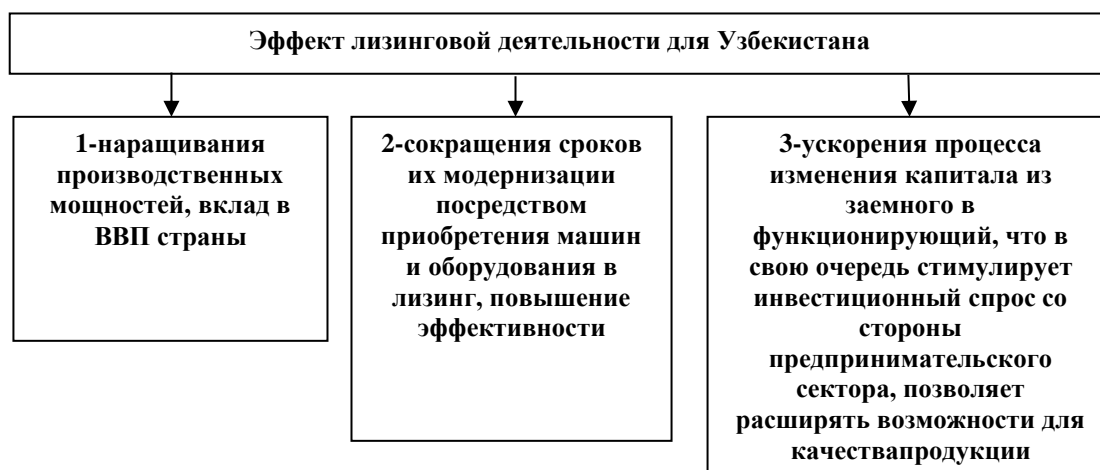 Эффект лизинговой деятельности для Узбекистана
1-наращивания
производственных
мощностей, вклад в
ВВП страны
2-сокращения сроков
их модернизации
посредством
приобретения машин
и оборудования в
лизинг, повышение
эффективности
3-ускорения процесса
изменения капитала из
заемного в
функционирующий, что в
свою очередь стимулирует
инвестиционный спрос со
стороны
предпринимательского
сектора, позволяет
расширять возможности для
качествапродукции